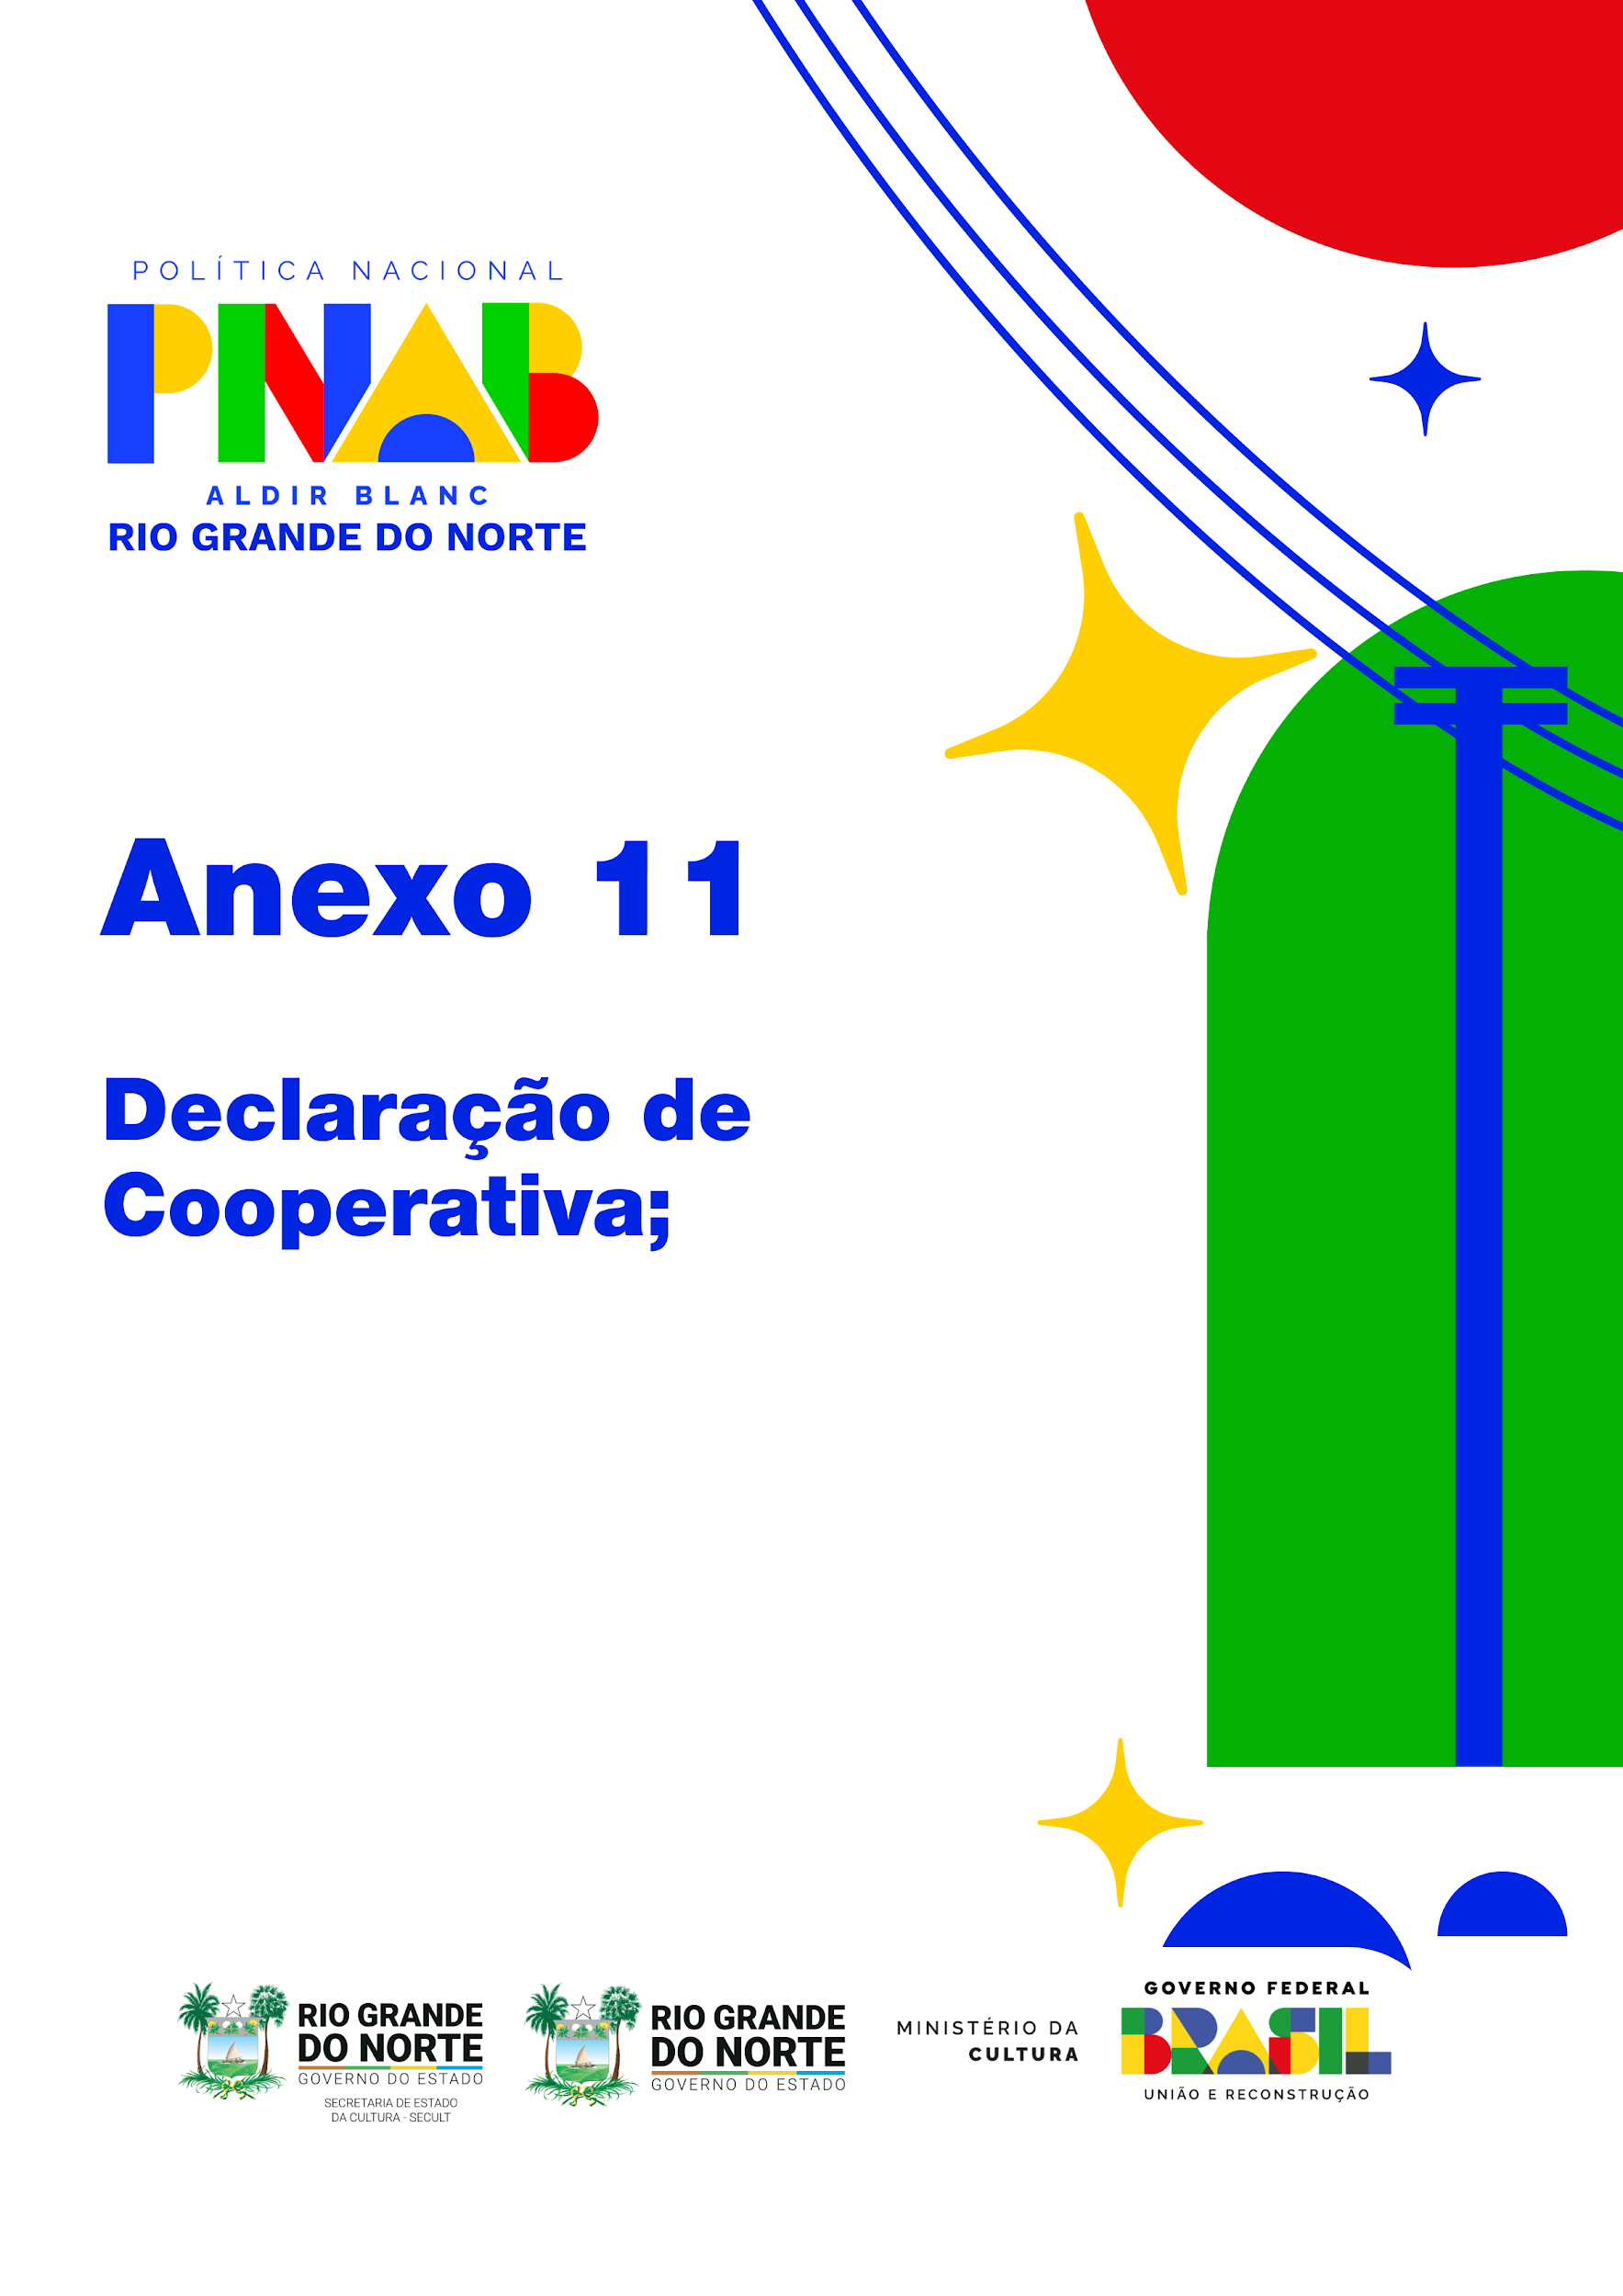 POLÍTICA NACIONAL
PNAB
ALDIR BLANC
RIO GRANDE DO NORTE
Anexo 11
Declaração de
Cooperativa;
RIO GRANDE
DO NORTE
GOVERNO DO ESTADO
SECRETARIA DE ESTADO
DA CULTURA - SECULT
RIO GRANDE
DO NORTE
GOVERNO DO ESTADO
MINISTÉRIO DA
CULTURA
GOVERNO FEDERAL
BRASIL
UNIÃO E RECONSTRUÇÃO